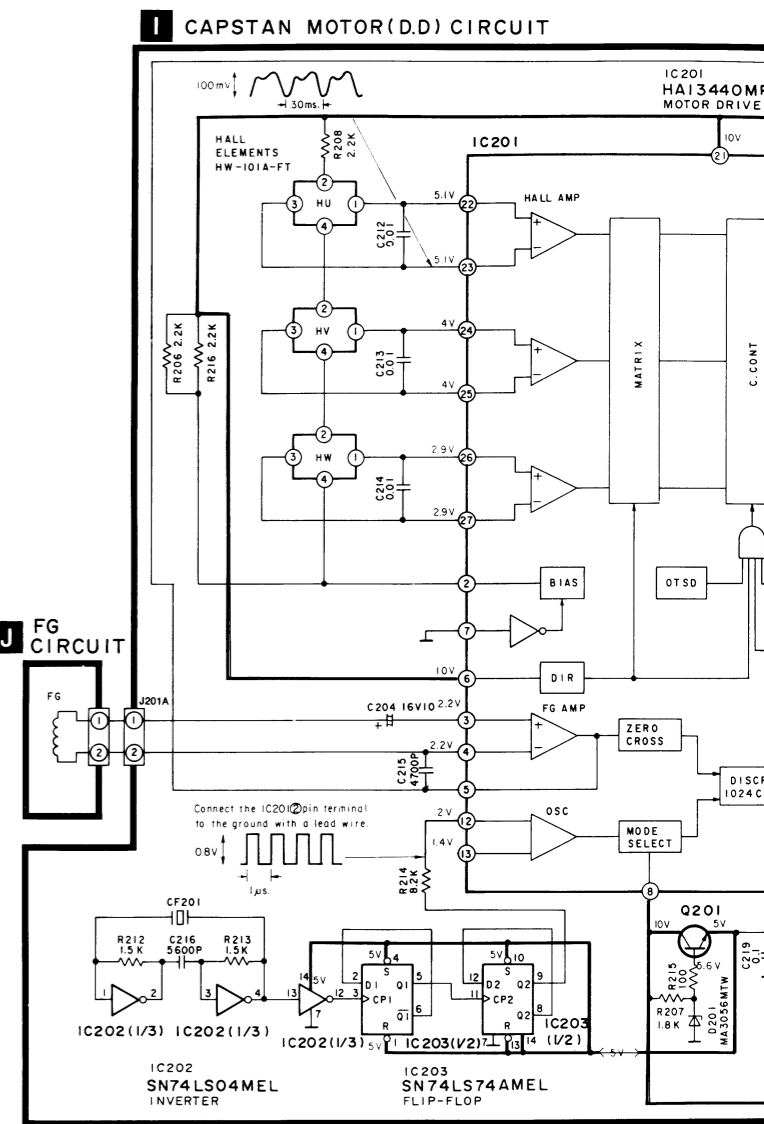 I CAPSTAN MOTOR(D.D) CIRCUIT
100mV
30ms.
IC201
HA13440MP
MOTOR DRIVE
HALL
ELEMENTS
HW-101A-FT
R208
2.2K
IC201
10V
21
2
3 HU 1
4
5.1V 22
HALL AMP
C212
0.01
5.1V 23
+
−
2
3 HV 1
4
R206 2.2K
R216 2.2K
4V 24
C213
0.01
4V 25
+
−
MATRIX
C.CONT
2
3 HW 1
4
2.9V 26
C214
0.01
2.9V 27
+
−
2
BIAS
OTSD
7
J FG
CIRCUIT
10V 6
DIR
FG
J201A
1 1
2 2
C204 16V10 2.2V
+
3
FG AMP
2.2V 4
+
−
ZERO
CROSS
C215
4700P
5
DISCR
1024C
Connect the IC201②pin terminal
to the ground with a lead wire.
0.8V
1μs.
2V 12
OSC
1.4V 13
MODE
SELECT
R214
8.2K
8
CF201
R212
1.5K
C216
5600P
R213
1.5K
1 2
3 4
IC202(1/3) IC202(1/3)
14 5V
13 12
7
IC202(1/3)
5V 4
S
2 D1 Q1 5
3 CP1
Q1 6
R
5V 1
IC203(1/2)
5V 10
S
12 D2 Q2 9
11 CP2
Q2 8
R
7 13 14
IC203
(1/2)
5V
Q201
10V 5V
5.6V
R215
100
R207
1.8K
D201
MA3056MTW
C219
0.1
IC202
SN74LS04MEL
INVERTER
IC203
SN74LS74AMEL
FLIP-FLOP